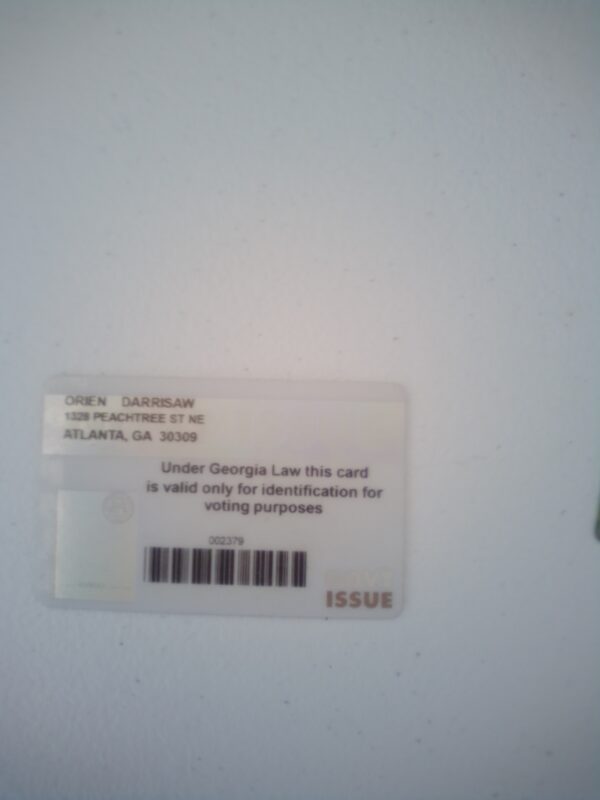 ORIEN DARRISAW
1328 PEACHTREE ST NE
ATLANTA, GA 30309
Under Georgia Law this card
is valid only for identification for
voting purposes
002379
ISSUE